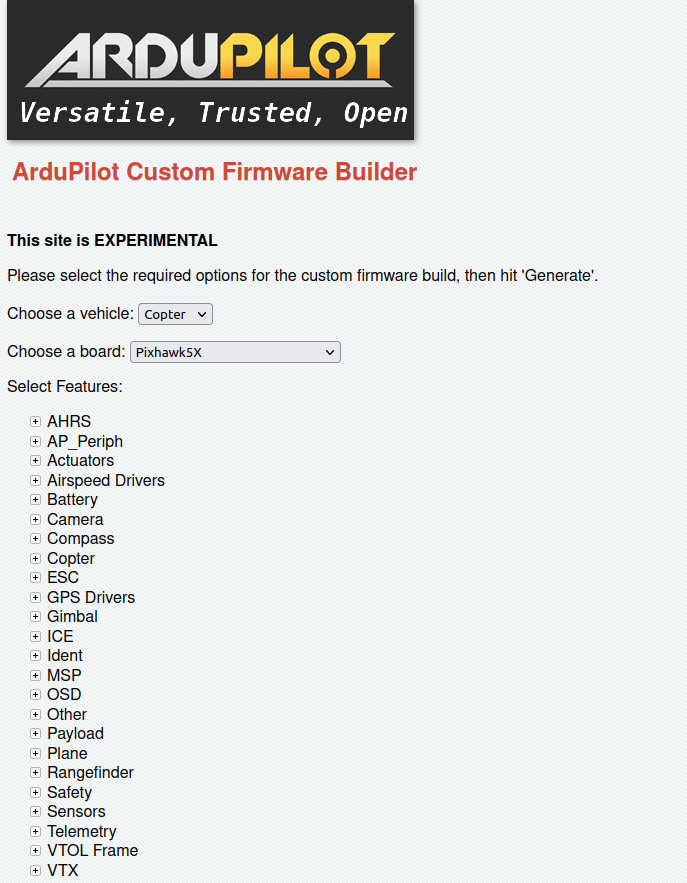 ARDUPILOT
Versatile, Trusted, Open
ArduPilot Custom Firmware Builder
This site is EXPERIMENTAL
Please select the required options for the custom firmware build, then hit 'Generate'.
Choose a vehicle: Copter
Choose a board: Pixhawk5X
Select Features:
AHRS
AP_Periph
Actuators
Airspeed Drivers
Battery
Camera
Compass
Copter
ESC
GPS Drivers
Gimbal
ICE
Ident
MSP
OSD
Other
Payload
Plane
Rangefinder
Safety
Sensors
Telemetry
VTOL Frame
VTX